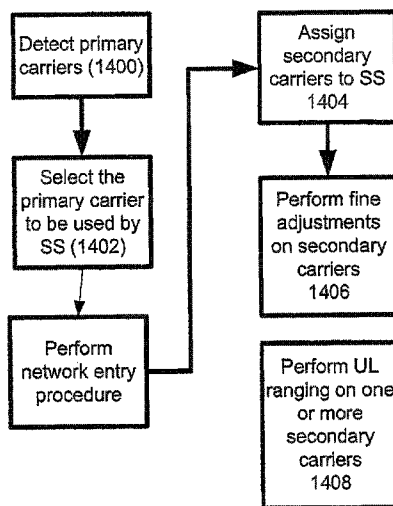 Detect primary
carriers (1400)
Select the
primary carrier
to be used by
SS (1402)
Perform
network entry
procedure
Assign
secondary
carriers to SS
1404
Perform fine
adjustments on
secondary
carriers
1406
Perform UL
ranging on one
or more
secondary
carriers
1408